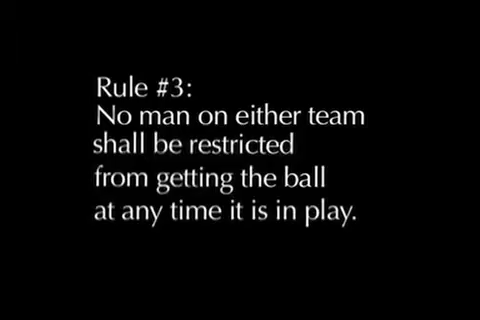 Rule #3:
No man on either team
shall be restricted
from getting the ball
at any time it is in play.